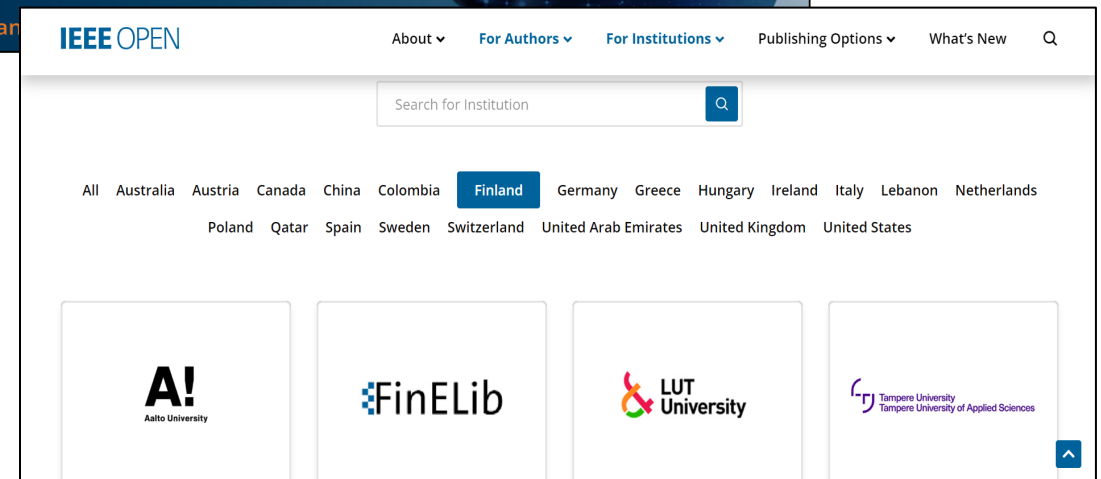 an
IEEE OPEN
About For Authors For Institutions Publishing Options What's New
Search for Institution
All Australia Austria Canada China Colombia Finland Germany Greece Hungary Ireland Italy Lebanon Netherlands
Poland Qatar Spain Sweden Switzerland United Arab Emirates United Kingdom United States
A!
Aalto University
FinELib
LUT
University
Tampere University
Tampere University of Applied Sciences